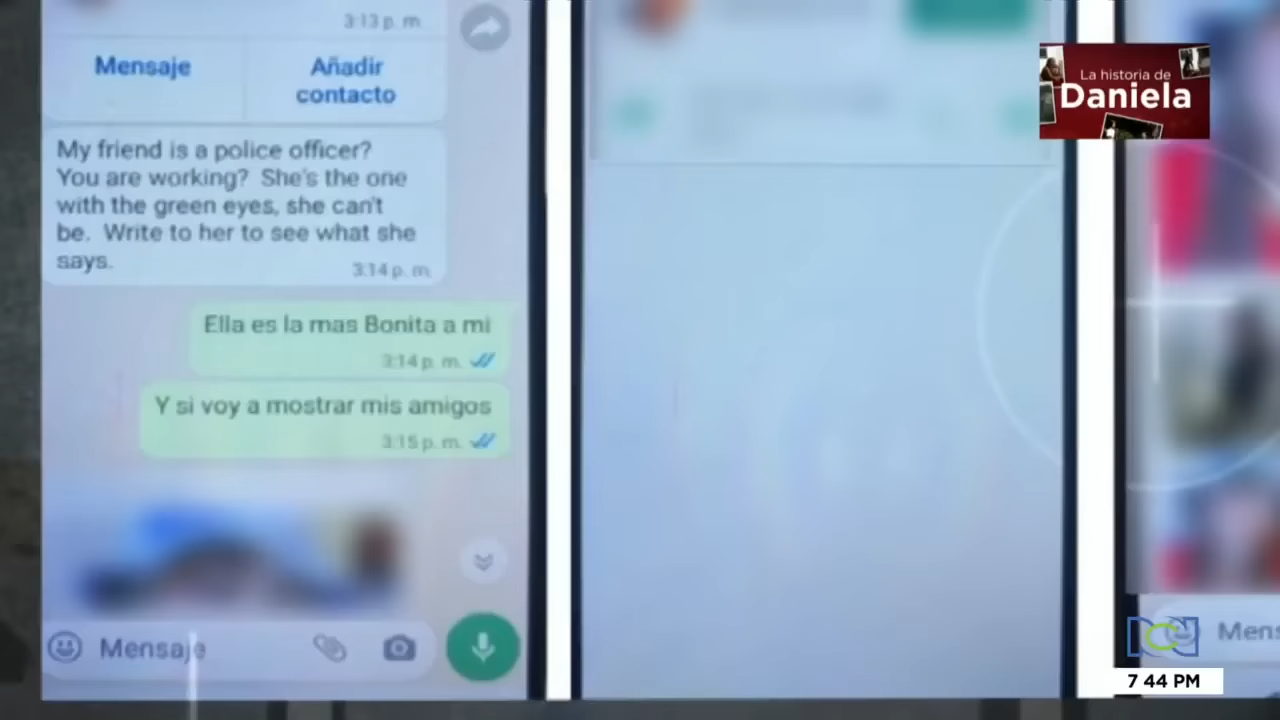 3:13 p. m.
Mensaje
Añadir
contacto
My friend is a police officer?
You are working? She's the one
with the green eyes, she can't
be. Write to her to see what she
says.
3:14 p. m.
Ella es la mas Bonita a mi
3:14 p. m.
Y si voy a mostrar mis amigos
3:15 p. m.
Mensaje
La historia de
Daniela
Mens
RCN
7 44 PM